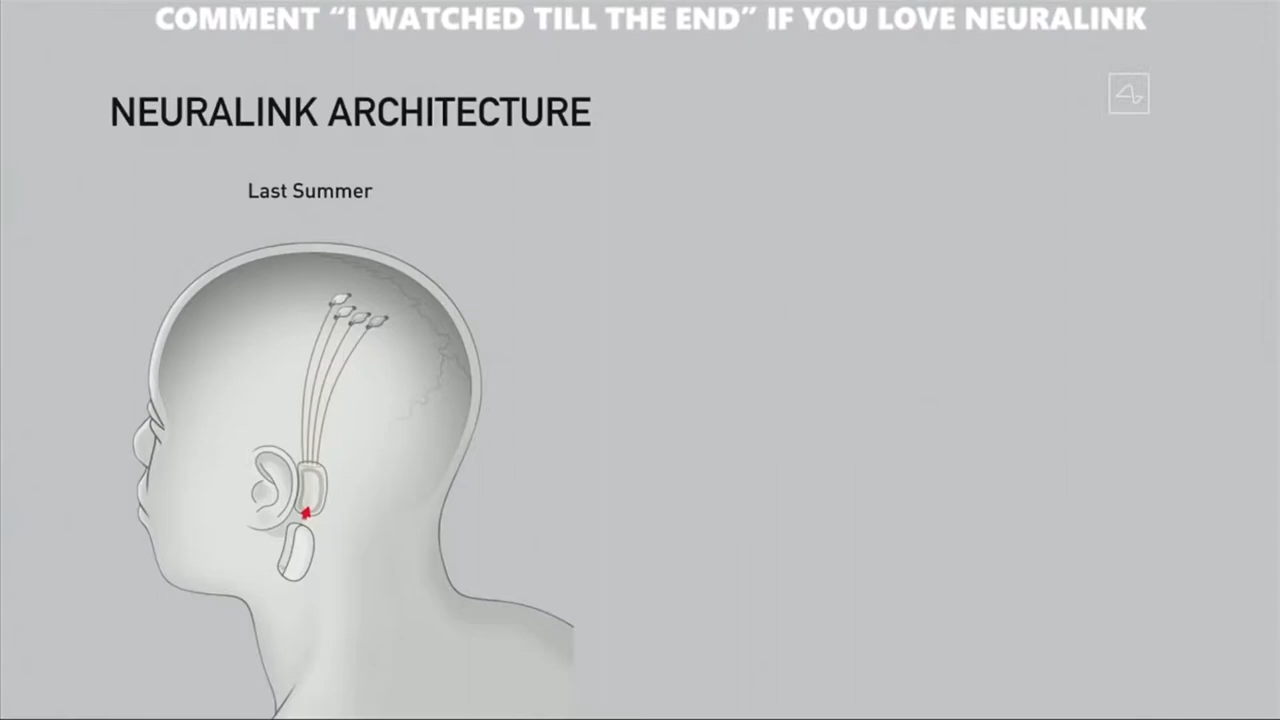 COMMENT “I WATCHED TILL THE END” IF YOU LOVE NEURALINK
NEURALINK ARCHITECTURE
Last Summer